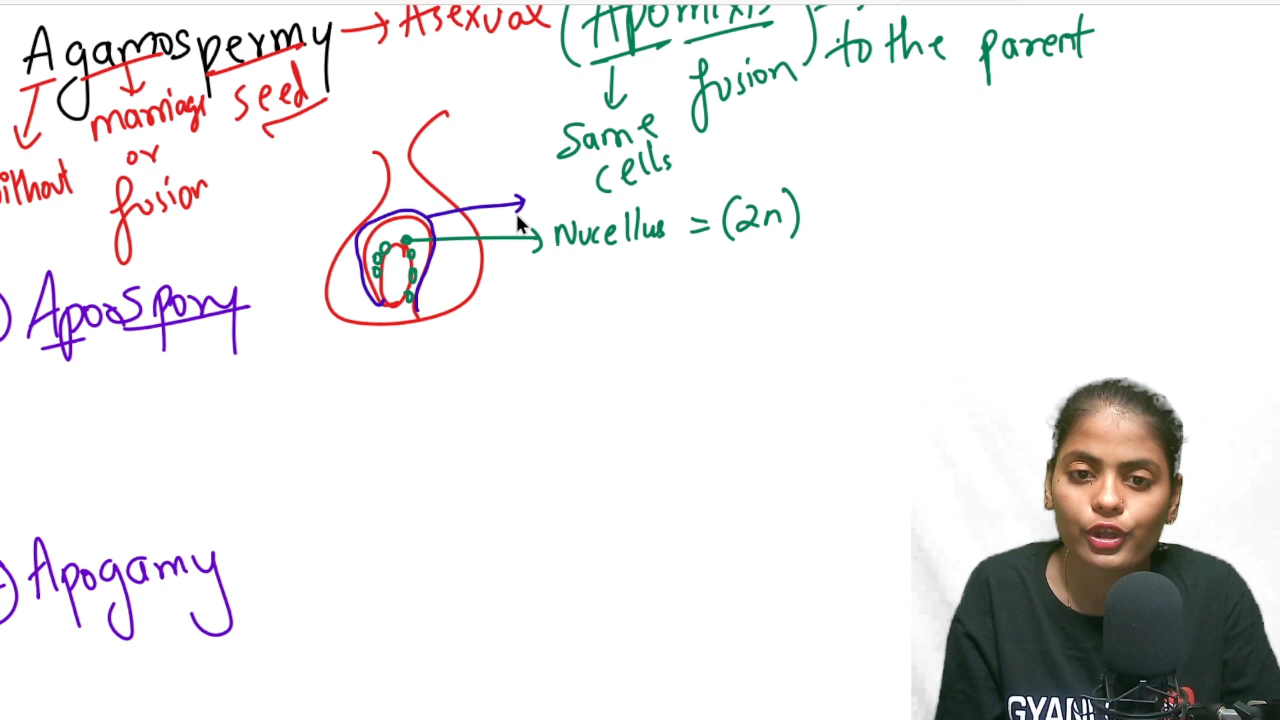 Agamospermy → Asexual (Apomixis)
without marriage or fusion seed
fusion to the parent
Same cells
Nucellus = (2n)
) Apospory
) Apogamy
GYAN